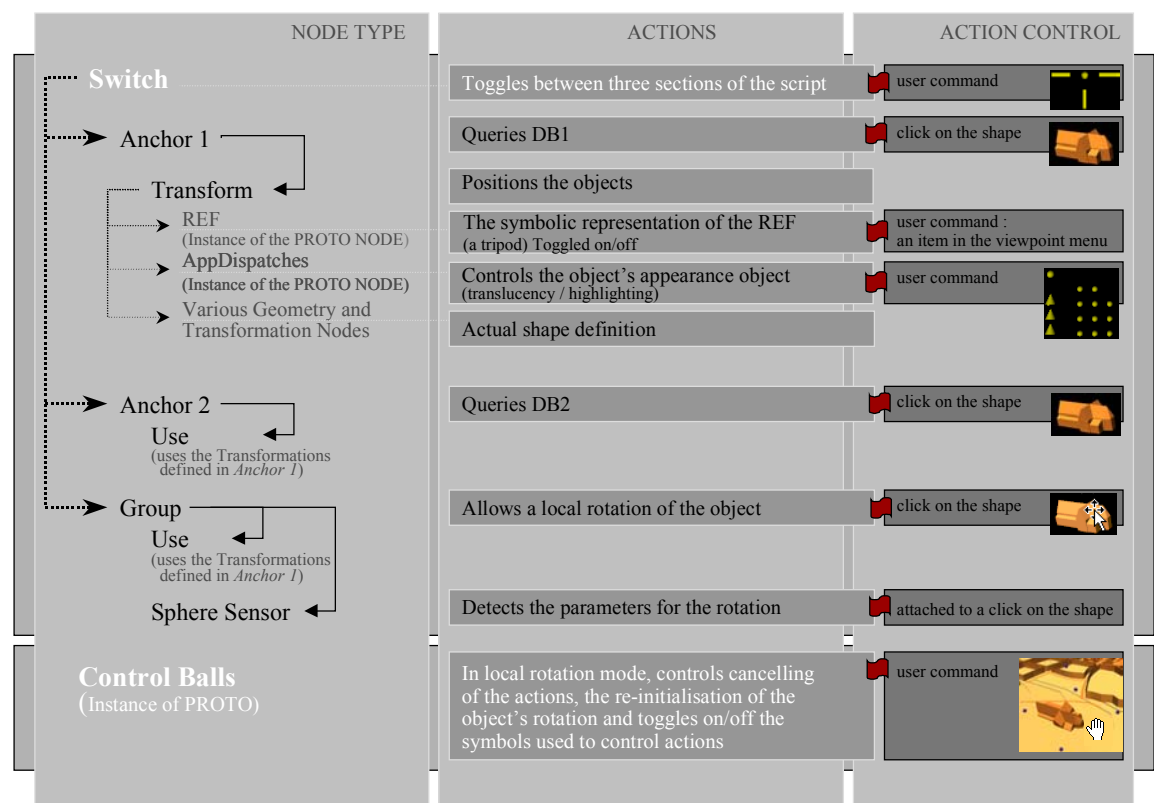 NODE TYPE
ACTIONS
ACTION CONTROL
Switch
Toggles between three sections of the script
user command
Anchor 1
Queries DB1
click on the shape
Transform
Positions the objects
REF
(Instance of the PROTO NODE)
The symbolic representation of the REF
(a tripod) Toggled on/off
user command :
an item in the viewpoint menu
AppDispatches
(Instance of the PROTO NODE)
Controls the object's appearance object
(translucency / highlighting)
user command
Various Geometry and
Transformation Nodes
Actual shape definition
Anchor 2
Queries DB2
click on the shape
Use
(uses the Transformations
defined in Anchor 1)
Group
Allows a local rotation of the object
click on the shape
Use
(uses the Transformations
defined in Anchor 1)
Sphere Sensor
Detects the parameters for the rotation
attached to a click on the shape
Control Balls
(Instance of PROTO)
In local rotation mode, controls cancelling
of the actions, the re-initialisation of the
object's rotation and toggles on/off the
symbols used to control actions
user command